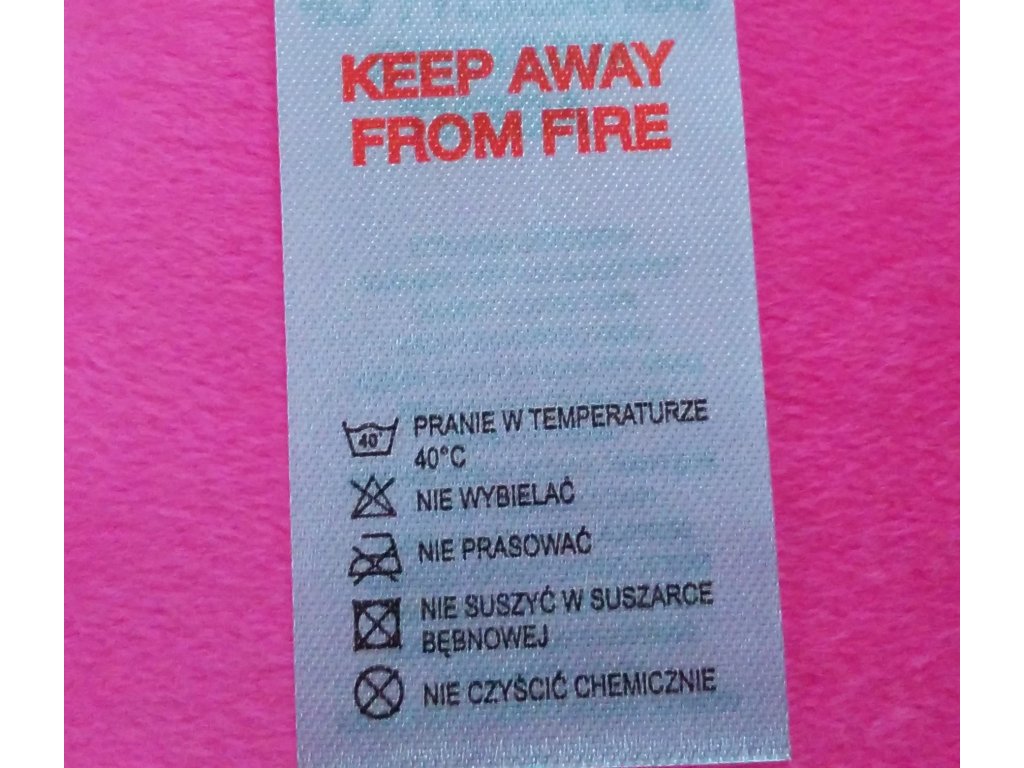 KEEP AWAY
FROM FIRE
40° PRANIE W TEMPERATURZE
40°C
NIE WYBIELAĆ
NIE PRASOWAĆ
NIE SUSZYĆ W SUSZARCE
BĘBNOWEJ
NIE CZYŚCIĆ CHEMICZNIE